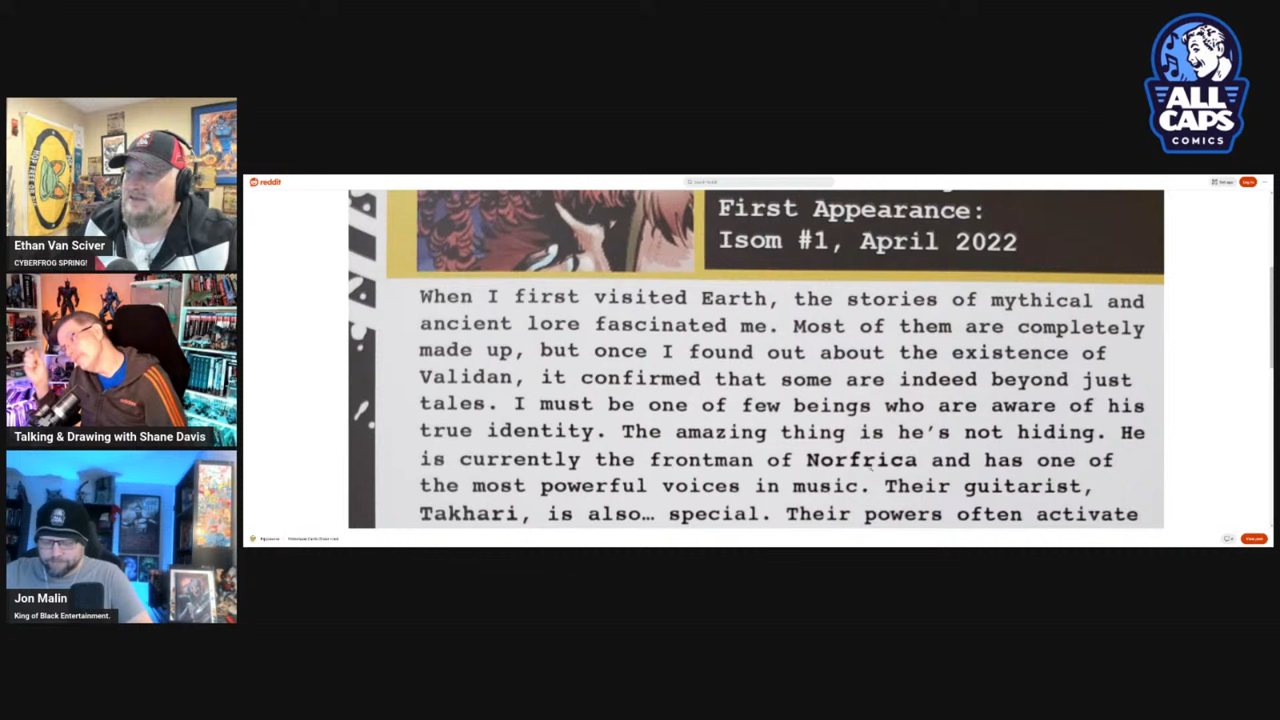 ALL
CAPS
COMICS
Ethan Van Sciver
CYBERFROG SPRING!
Talking & Drawing with Shane Davis
Jon Malin
King of Black Entertainment.
reddit
First Appearance:
Isom #1, April 2022
When I first visited Earth, the stories of mythical and
ancient lore fascinated me. Most of them are completely
made up, but once I found out about the existence of
Validan, it confirmed that some are indeed beyond just
tales. I must be one of few beings who are aware of his
true identity. The amazing thing is he's not hiding. He
is currently the frontman of Norfrica and has one of
the most powerful voices in music. Their guitarist,
Takhari, is also… special. Their powers often activate